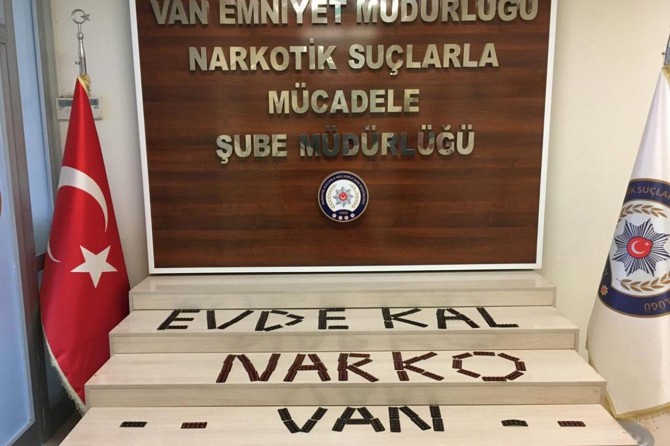 VAN EMNİYET MÜDÜRLÜĞÜ
NARKOTİK SUÇLARLA
MÜCADELE
ŞUBE MÜDÜRLÜĞÜ
EVDE KAL
NARKO
VAN